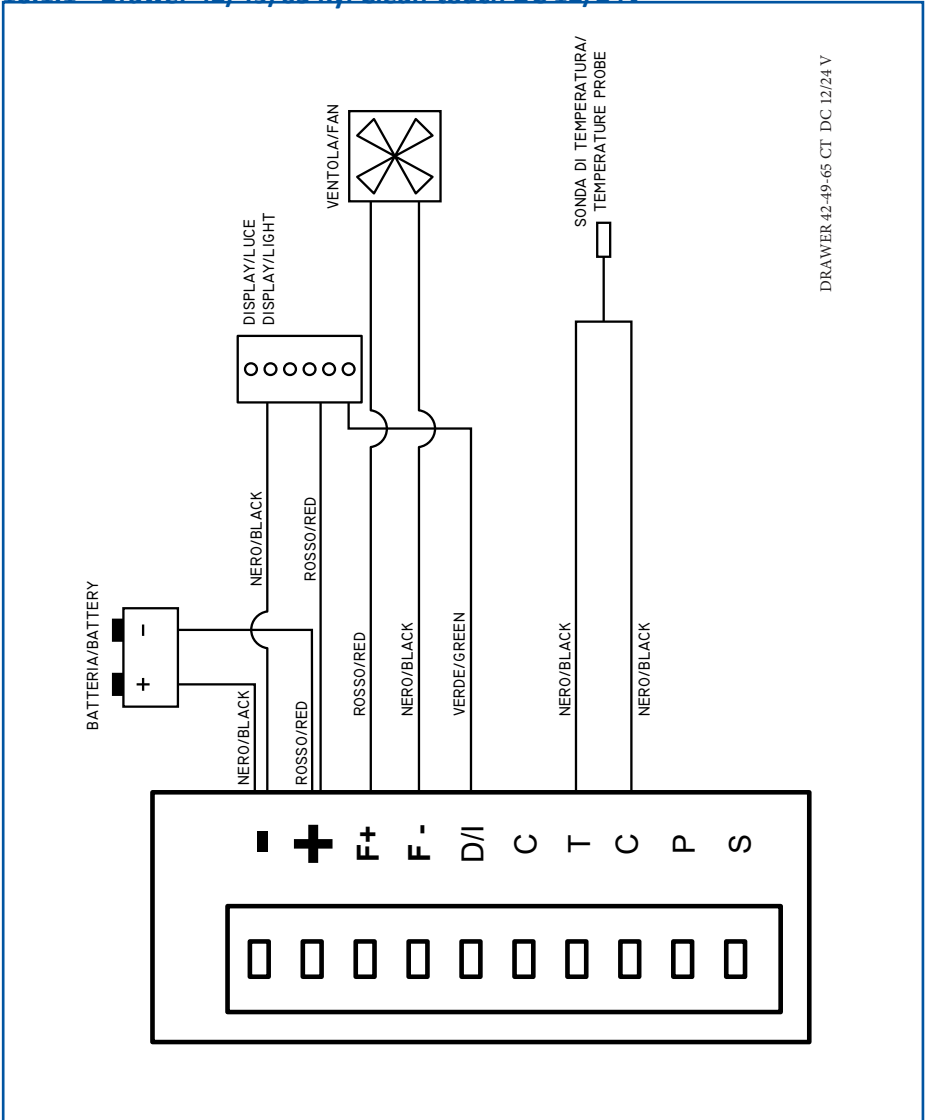 BATTERIA/BATTERY
+
-
NERO/BLACK
ROSSO/RED
NERO/BLACK
ROSSO/RED
DISPLAY/LUCE
DISPLAY/LIGHT
VENTOLA/FAN
ROSSO/RED
NERO/BLACK
VERDE/GREEN
SONDA DI TEMPERATURA/
TEMPERATURE PROBE
NERO/BLACK
NERO/BLACK
-
+
F+
F -
D/I
C
T
C
P
S
DRAWER 42-49-65 CT DC 12/24 V